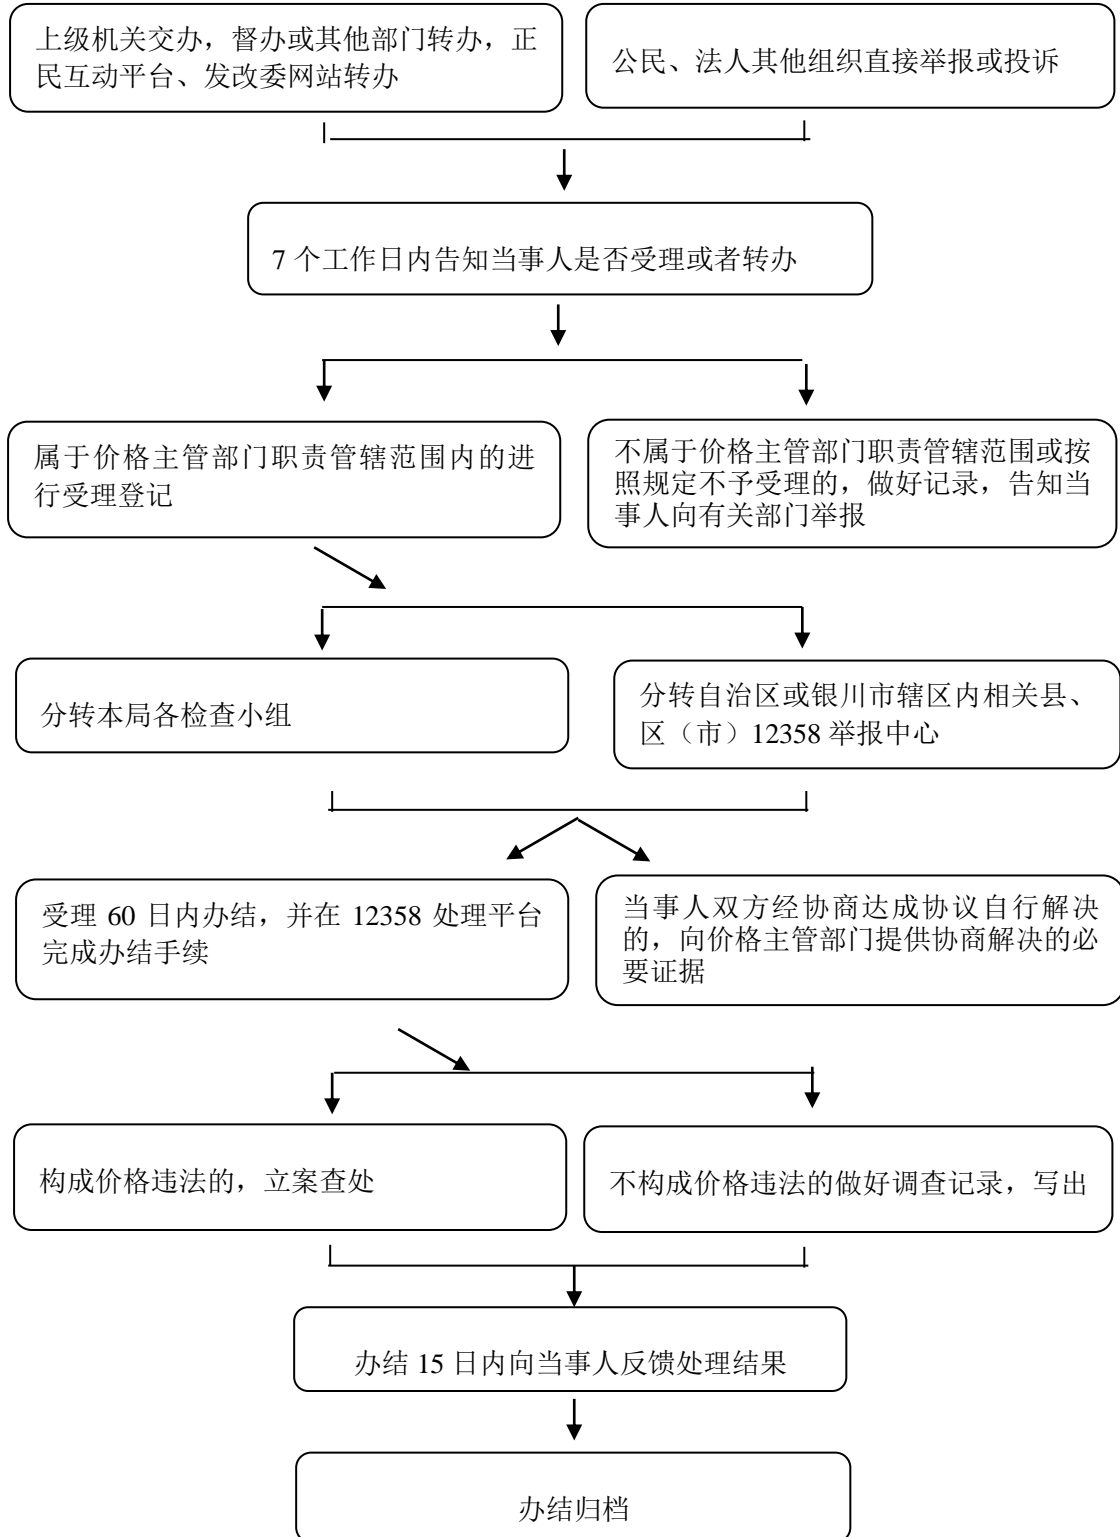 上级机关交办，督办或其他部门转办，正
民互动平台、发改委网站转办
公民、法人其他组织直接举报或投诉
7 个工作日内告知当事人是否受理或者转办
属于价格主管部门职责管辖范围内的进
行受理登记
不属于价格主管部门职责管辖范围或按
照规定不予受理的，做好记录，告知当
事人向有关部门举报
分转本局各检查小组
分转自治区或银川市辖区内相关县、
区（市）12358 举报中心
受理 60 日内办结，并在 12358 处理平台
完成办结手续
当事人双方经协商达成协议自行解决
的，向价格主管部门提供协商解决的必
要证据
构成价格违法的，立案查处
不构成价格违法的做好调查记录，写出
办结 15 日内向当事人反馈处理结果
办结归档